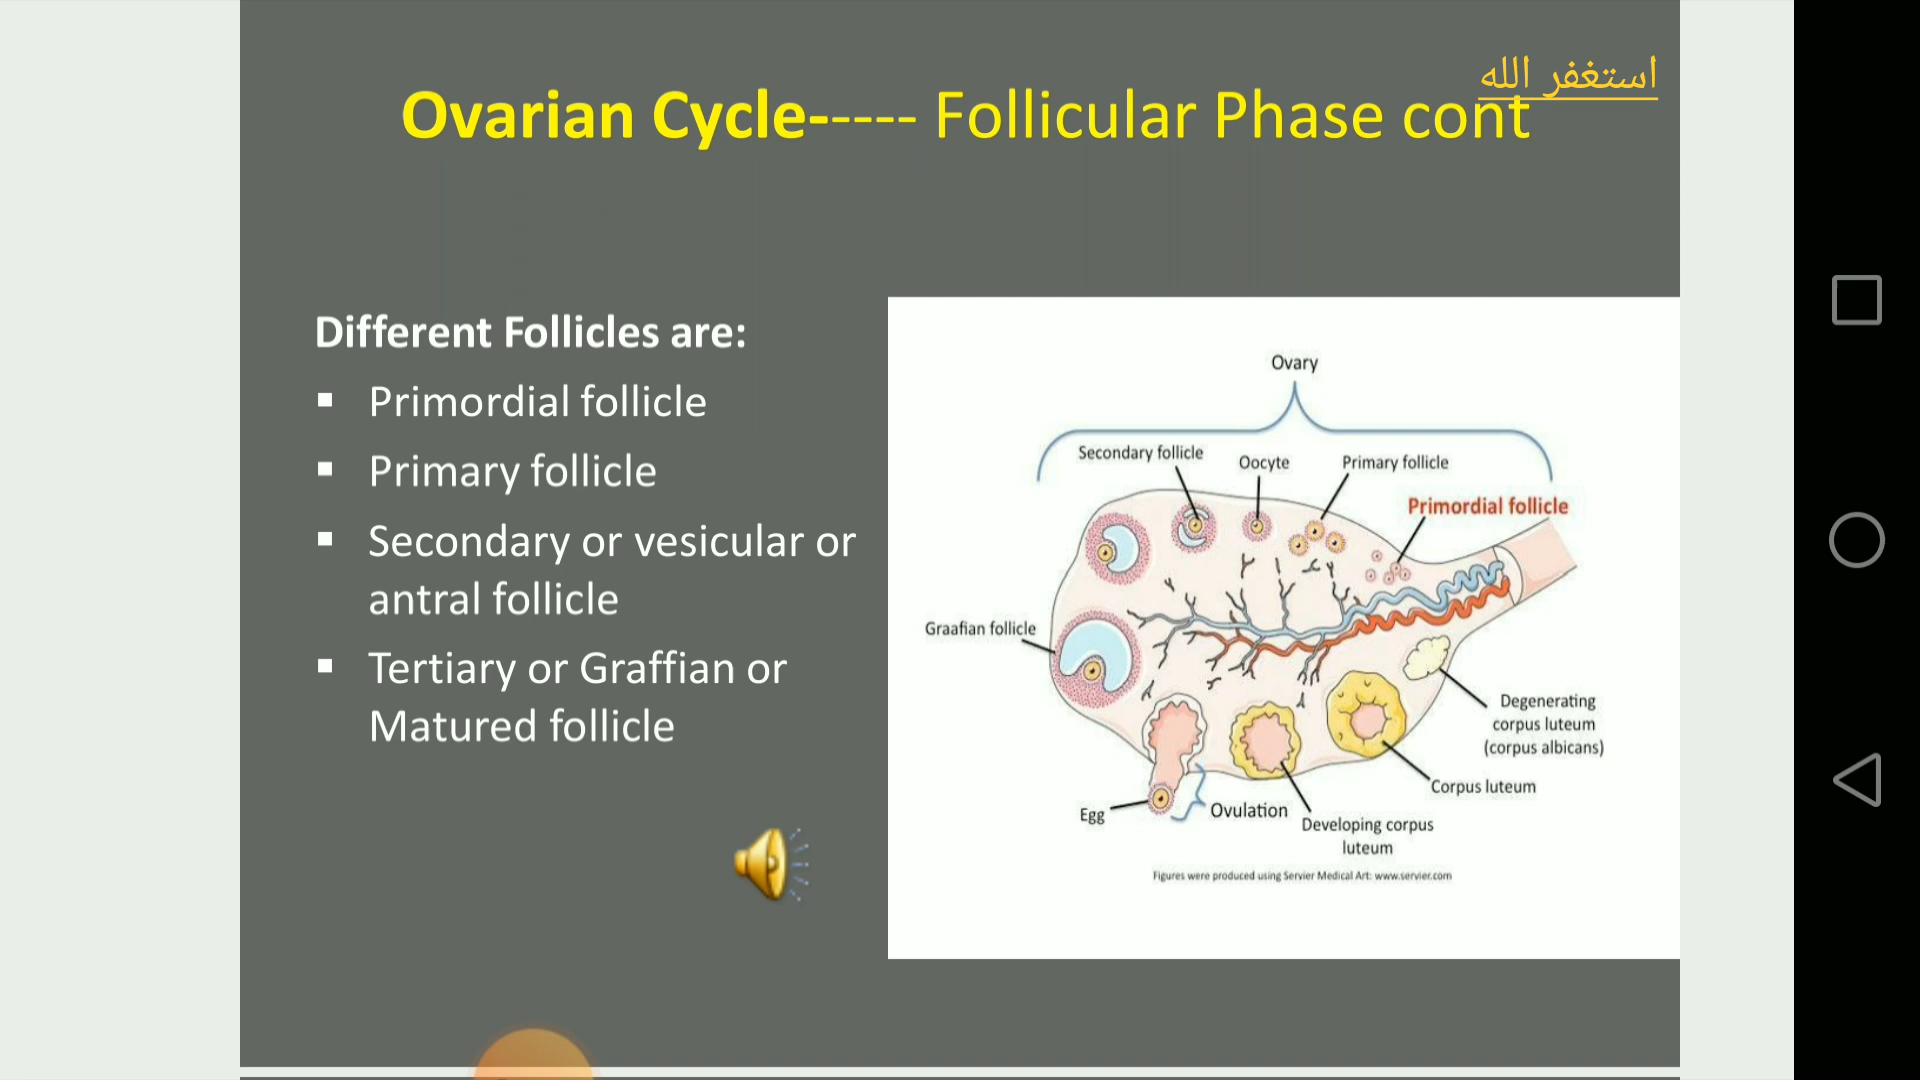 استغفر الله
Ovarian Cycle----- Follicular Phase cont
Different Follicles are:
▪ Primordial follicle
▪ Primary follicle
▪ Secondary or vesicular or
antral follicle
▪ Tertiary or Graffian or
Matured follicle
Ovary
Secondary follicle
Oocyte
Primary follicle
Primordial follicle
Graafian follicle
Degenerating
corpus luteum
(corpus albicans)
Corpus luteum
Egg
Ovulation
Developing corpus
luteum
Figures were produced using Servier Medical Art: www.servier.com